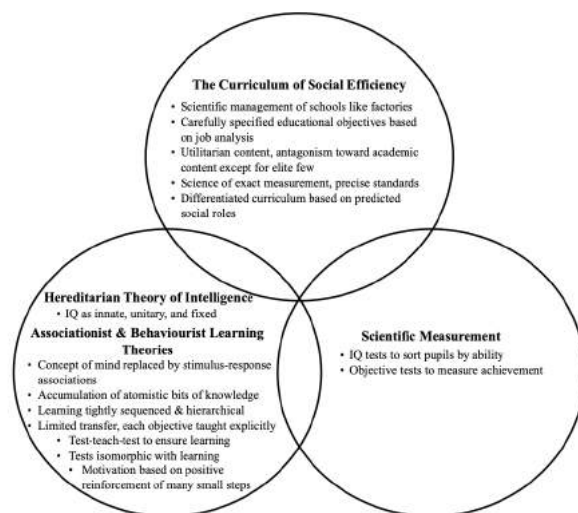 The Curriculum of Social Efficiency
• Scientific management of schools like factories
• Carefully specified educational objectives based
on job analysis
• Utilitarian content, antagonism toward academic
content except for elite few
• Science of exact measurement, precise standards
• Differentiated curriculum based on predicted
social roles
Hereditarian Theory of Intelligence
• IQ as innate, unitary, and fixed
Associationist & Behaviourist Learning
Theories
• Concept of mind replaced by stimulus-response
associations
• Accumulation of atomistic bits of knowledge
• Learning tightly sequenced & hierarchical
• Limited transfer, each objective taught explicitly
• Test-teach-test to ensure learning
• Tests isomorphic with learning
• Motivation based on positive
reinforcement of many small steps
Scientific Measurement
• IQ tests to sort pupils by ability
• Objective tests to measure achievement